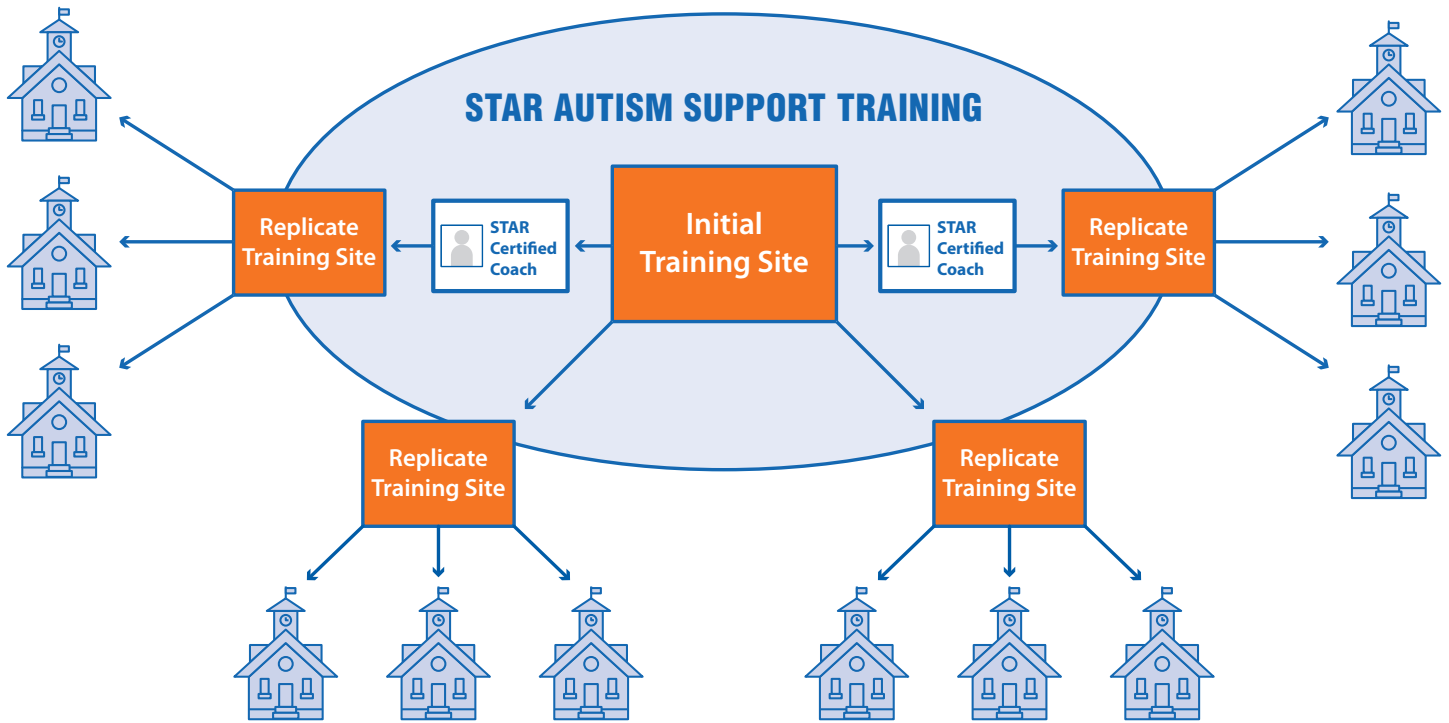 STAR AUTISM SUPPORT TRAINING
Replicate
Training Site
STAR
Certified
Coach
Initial
Training Site
STAR
Certified
Coach
Replicate
Training Site
Replicate
Training Site
Replicate
Training Site